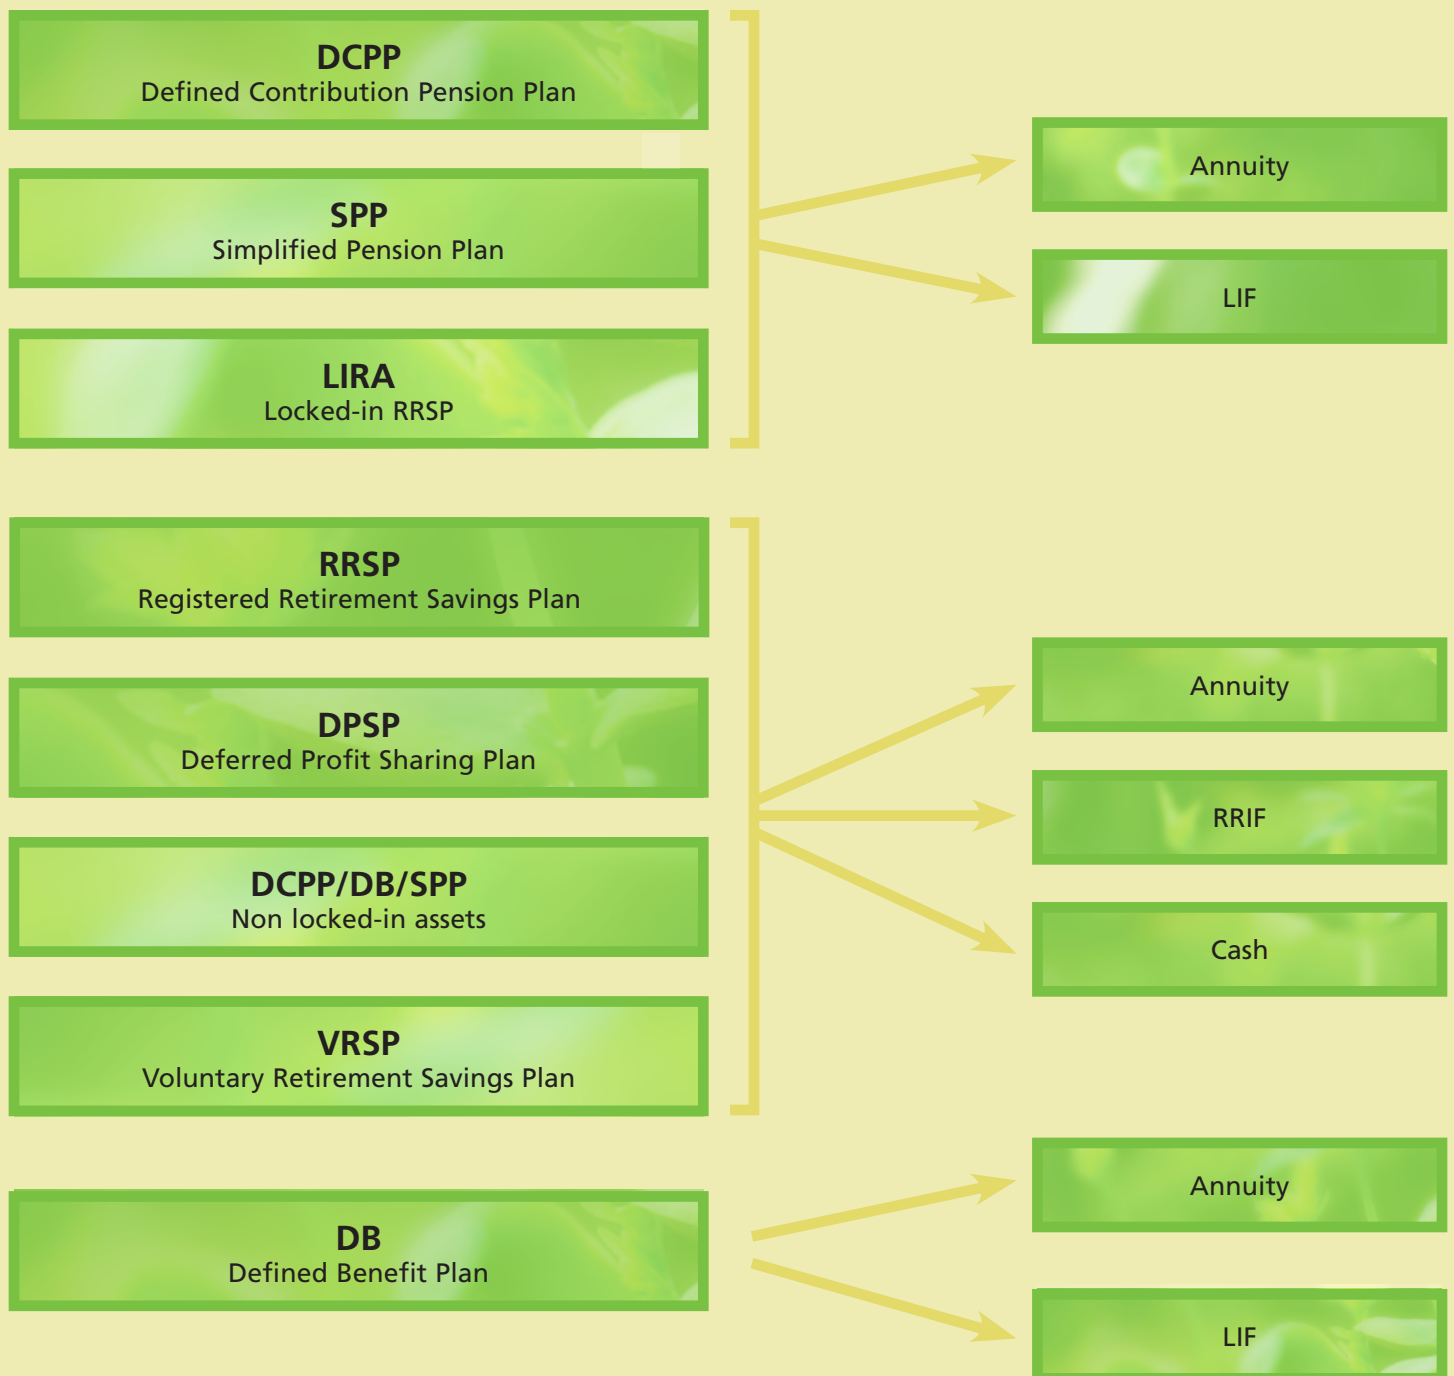 DCPP
Defined Contribution Pension Plan
SPP
Simplified Pension Plan
LIRA
Locked-in RRSP
Annuity
LIF
RRSP
Registered Retirement Savings Plan
DPSP
Deferred Profit Sharing Plan
DCPP/DB/SPP
Non locked-in assets
VRSP
Voluntary Retirement Savings Plan
Annuity
RRIF
Cash
DB
Defined Benefit Plan
Annuity
LIF